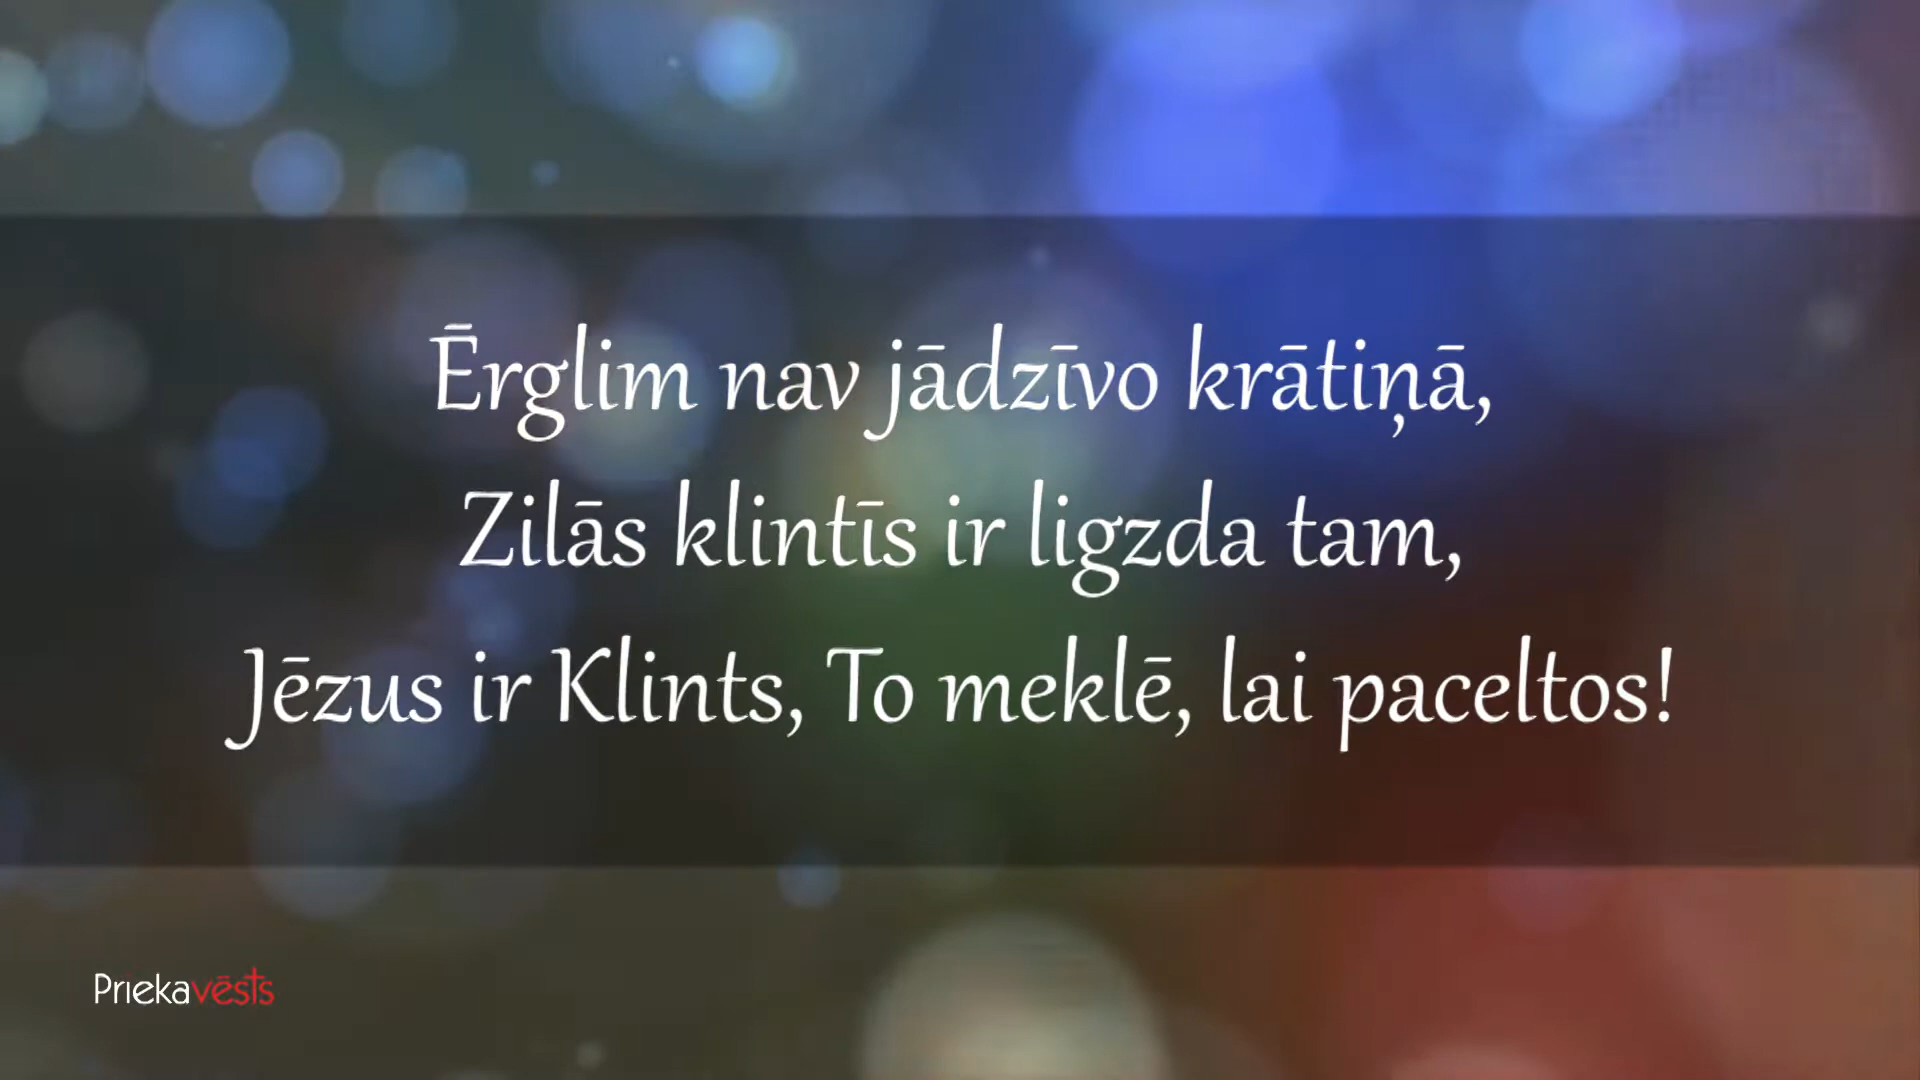 Ērglim nav jādzīvo krātiņā,
Zilās klintīs ir ligzda tam,
Jēzus ir Klints, To meklē, lai paceltos!
Priekavēsts